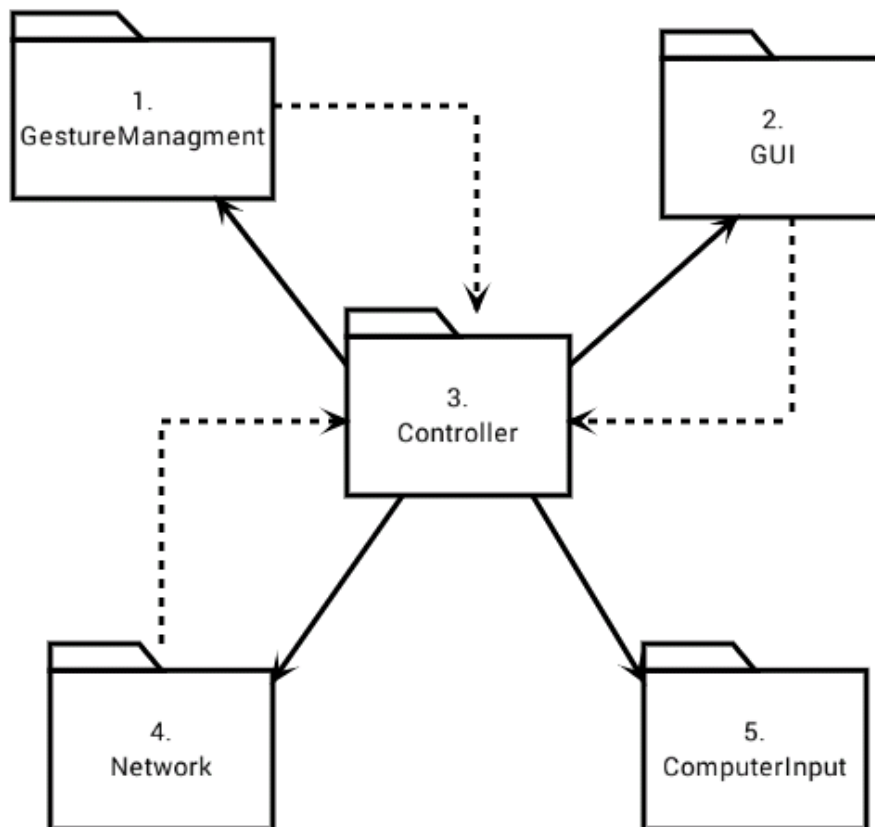 1.
GestureManagment
2.
GUI
3.
Controller
4.
Network
5.
ComputerInput